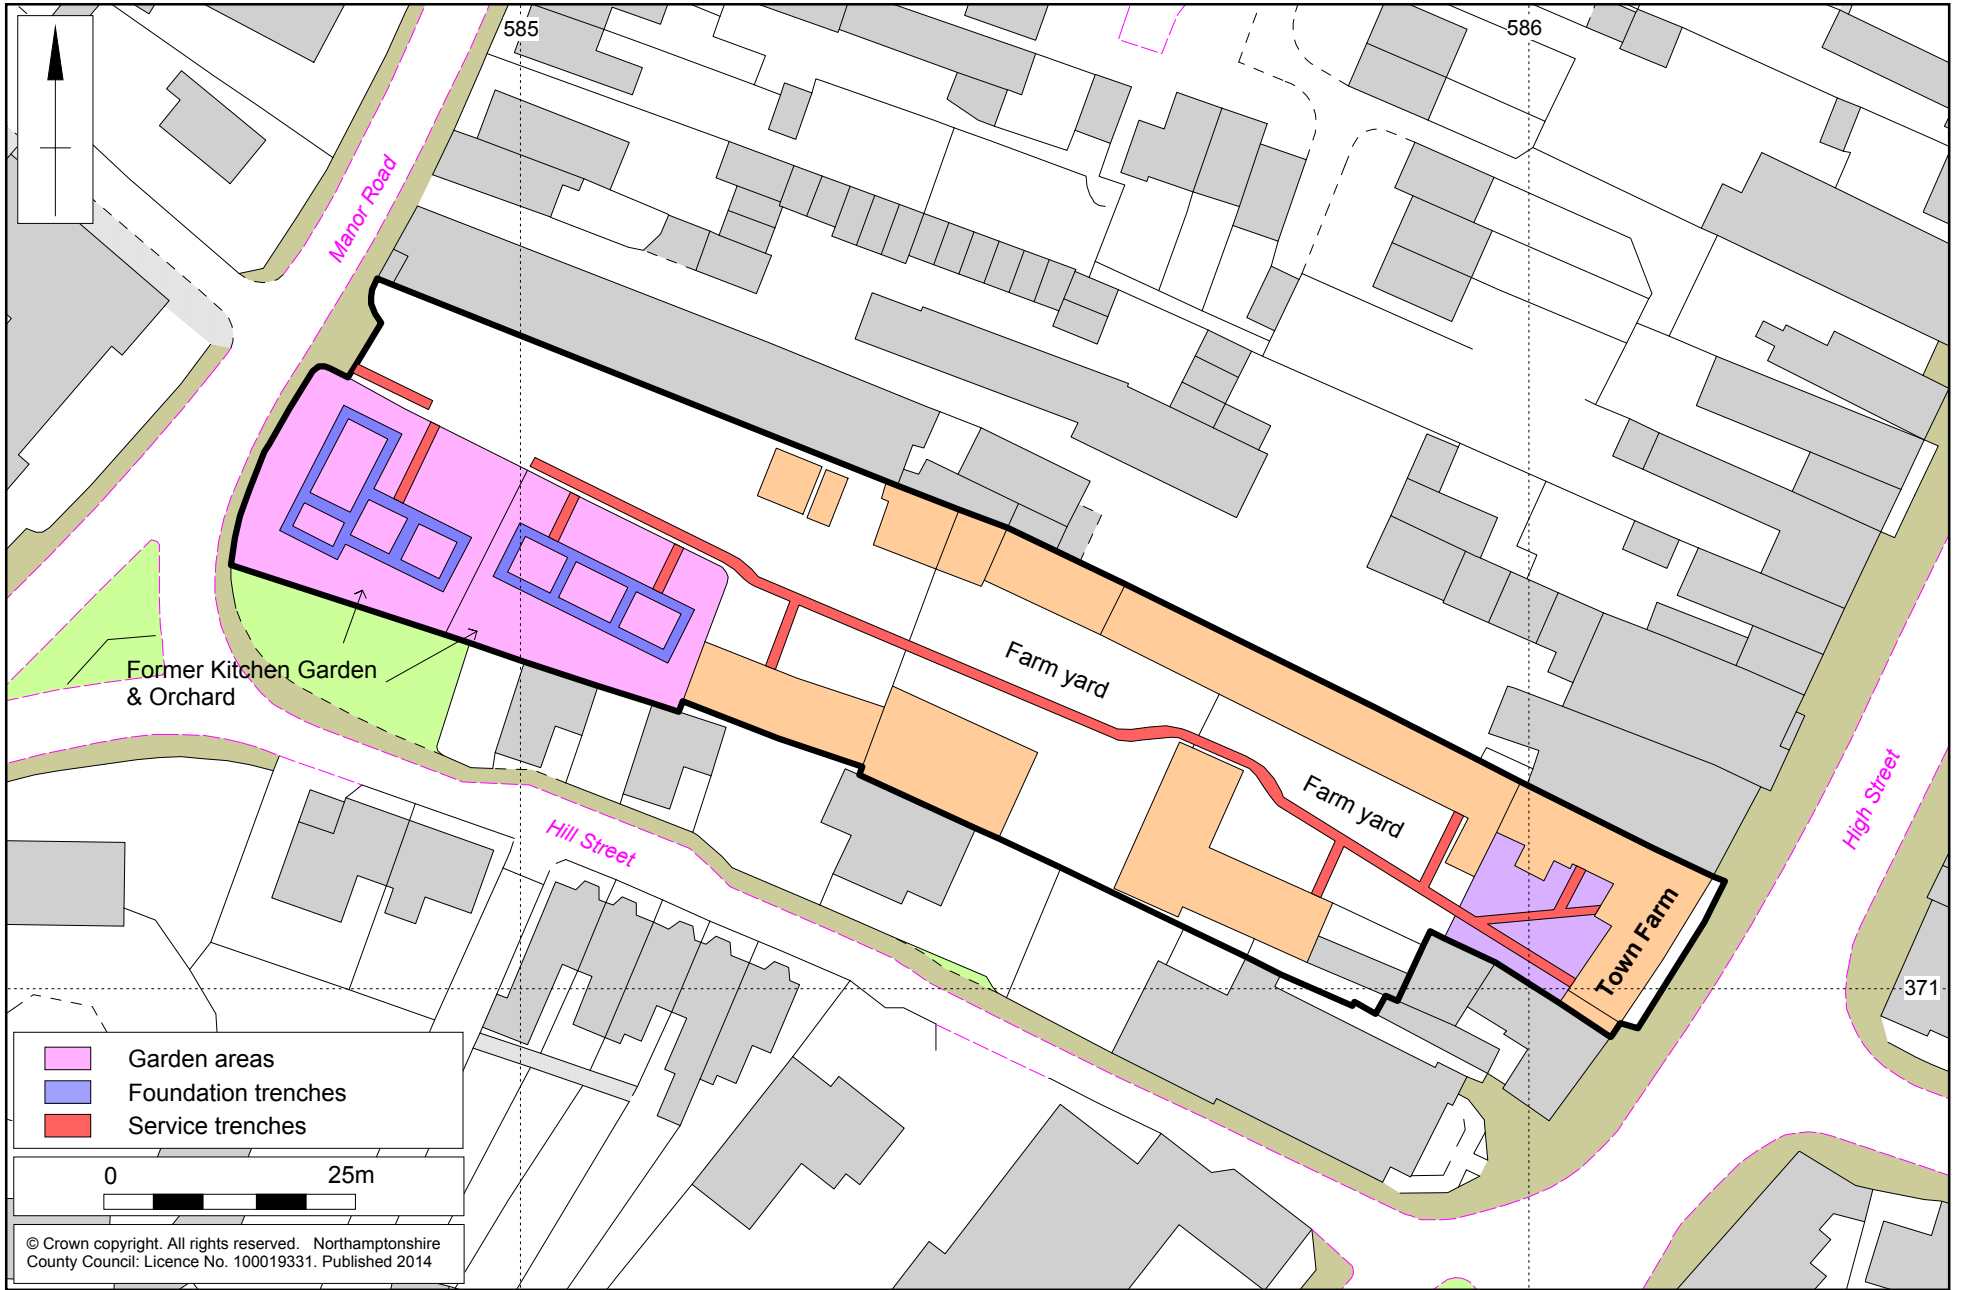 585
586
Manor Road
Former Kitchen Garden
& Orchard
Farm yard
Farm yard
High Street
Hill Street
Town Farm
371
Garden areas
Foundation trenches
Service trenches
0 25m
© Crown copyright. All rights reserved. Northamptonshire
County Council: Licence No. 100019331. Published 2014